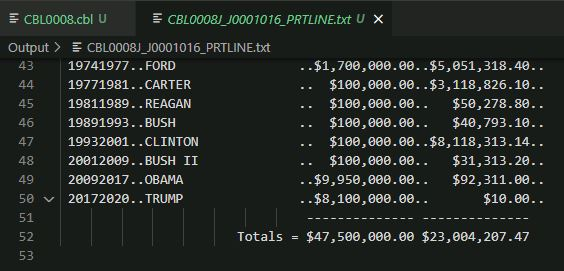 CBL0008.cbl U CBL0008J_J0001016_PRTLINE.txt U
Output > CBL0008J_J0001016_PRTLINE.txt
43 19741977..FORD ..$1,700,000.00..$5,051,318.40..
44 19771981..CARTER .. $100,000.00..$3,118,826.10..
45 19811989..REAGAN .. $100,000.00.. $50,278.80..
46 19891993..BUSH .. $100,000.00.. $40,793.10..
47 19932001..CLINTON .. $100,000.00..$8,118,313.14..
48 20012009..BUSH II .. $100,000.00.. $31,313.20..
49 20092017..OBAMA ..$9,950,000.00.. $92,311.00..
50 20172020..TRUMP ..$8,100,000.00.. $10.00..
51 -------------- --------------
52 Totals = $47,500,000.00 $23,004,207.47
53